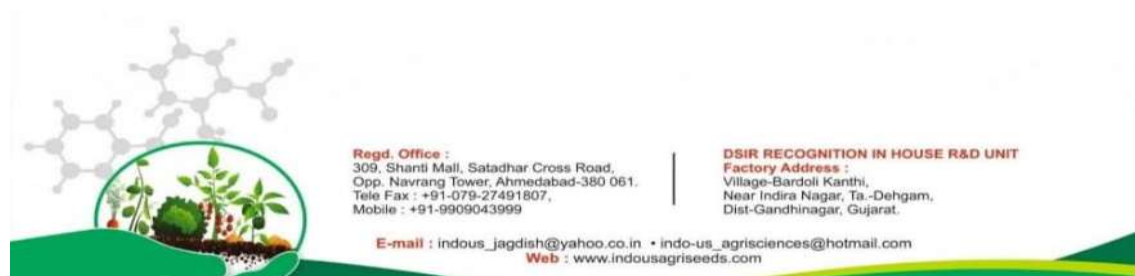 Regd. Office :
309, Shanti Mall, Satadhar Cross Road,
Opp. Navrang Tower, Ahmedabad-380 061.
Tele Fax : +91-079-27491807,
Mobile : +91-9909043999
DSIR RECOGNITION IN HOUSE R&D UNIT
Factory Address :
Village-Bardoli Kanthi,
Near Indira Nagar, Ta.-Dehgam,
Dist-Gandhinagar, Gujarat.
E-mail : indous_jagdish@yahoo.co.in • indo-us_agrisciences@hotmail.com
Web : www.indousagriseeds.com